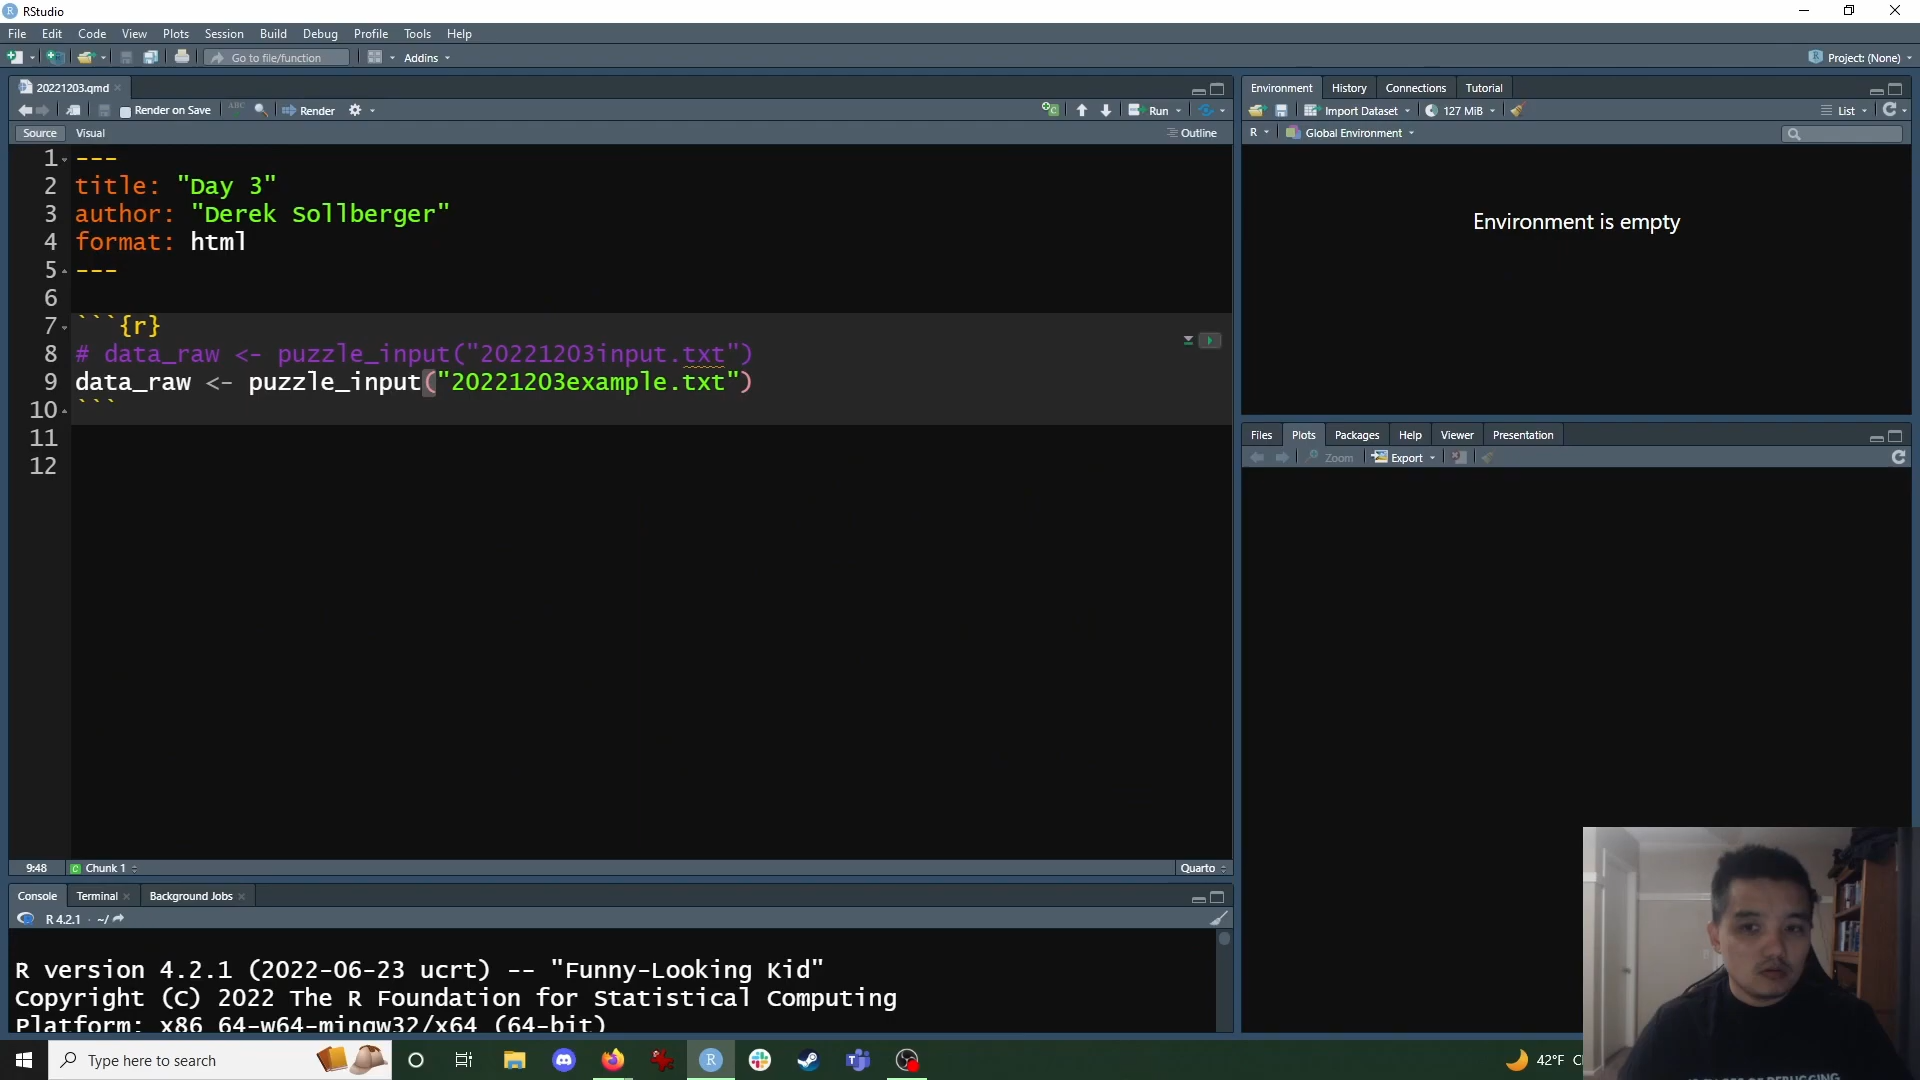 RStudio
File Edit Code View Plots Session Build Debug Profile Tools Help
Go to file/function Addins Project: (None)
20221203.qmd
Render on Save ABC Render Run
Source Visual Outline
1 ---
2 title: "Day 3"
3 author: "Derek Sollberger"
4 format: html
5 ---
6
7 ```{r}
8 # data_raw <- puzzle_input("20221203input.txt")
9 data_raw <- puzzle_input("20221203example.txt")
10 ```
11
12
9:48 Chunk 1 Quarto
Console Terminal Background Jobs
R 4.2.1 · ~/
R version 4.2.1 (2022-06-23 ucrt) -- "Funny-Looking Kid"
Copyright (C) 2022 The R Foundation for Statistical Computing
Platform: x86_64-w64-mingw32/x64 (64-bit)
Environment History Connections Tutorial
Import Dataset 127 MiB List
R Global Environment
Environment is empty
Files Plots Packages Help Viewer Presentation
Zoom Export
Type here to search
42°F